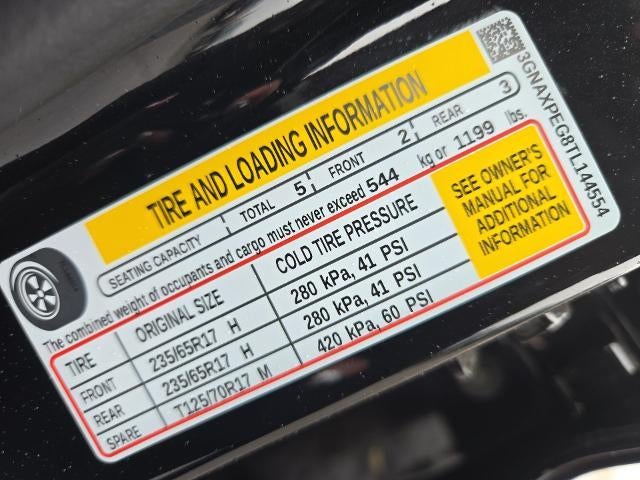 3GNAXPEG8TL144554
TIRE AND LOADING INFORMATION
SEATING CAPACITY TOTAL 5 FRONT 2 REAR 3
The combined weight of occupants and cargo must never exceed 544 kg or 1199 lbs.
TIRE ORIGINAL SIZE COLD TIRE PRESSURE
FRONT 235/65R17 H 280 kPa, 41 PSI
REAR 235/65R17 H 280 kPa, 41 PSI
SPARE T125/70R17 M 420 kPa, 60 PSI
SEE OWNER'S
MANUAL FOR
ADDITIONAL
INFORMATION